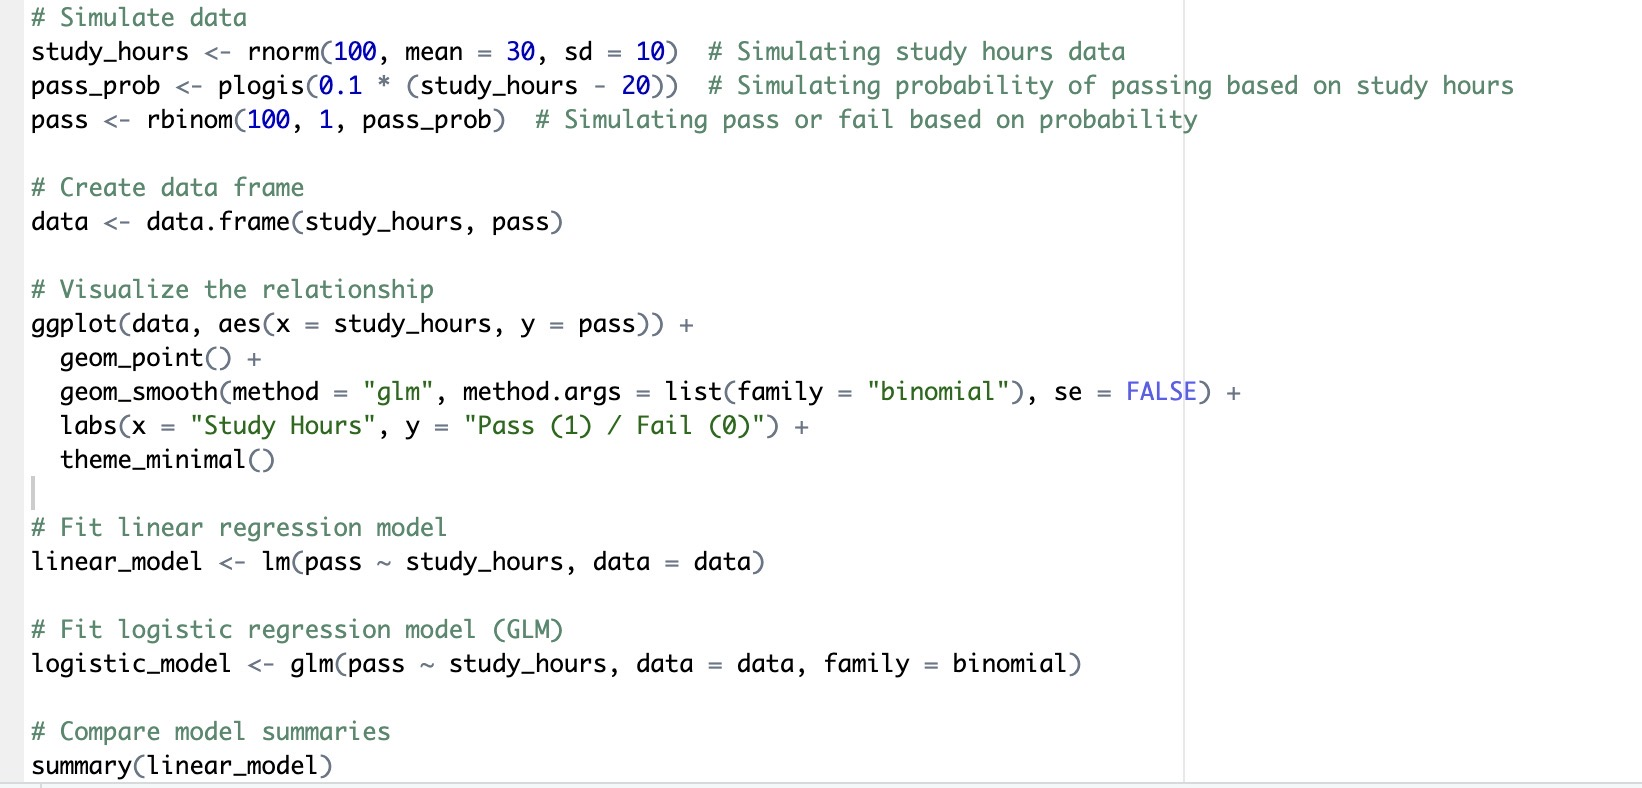 # Simulate data
study_hours <- rnorm(100, mean = 30, sd = 10)  # Simulating study hours data
pass_prob <- plogis(0.1 * (study_hours - 20))  # Simulating probability of passing based on study hours
pass <- rbinom(100, 1, pass_prob)  # Simulating pass or fail based on probability

# Create data frame
data <- data.frame(study_hours, pass)

# Visualize the relationship
ggplot(data, aes(x = study_hours, y = pass)) +
  geom_point() +
  geom_smooth(method = "glm", method.args = list(family = "binomial"), se = FALSE) +
  labs(x = "Study Hours", y = "Pass (1) / Fail (0)") +
  theme_minimal()

# Fit linear regression model
linear_model <- lm(pass ~ study_hours, data = data)

# Fit logistic regression model (GLM)
logistic_model <- glm(pass ~ study_hours, data = data, family = binomial)

# Compare model summaries
summary(linear_model)